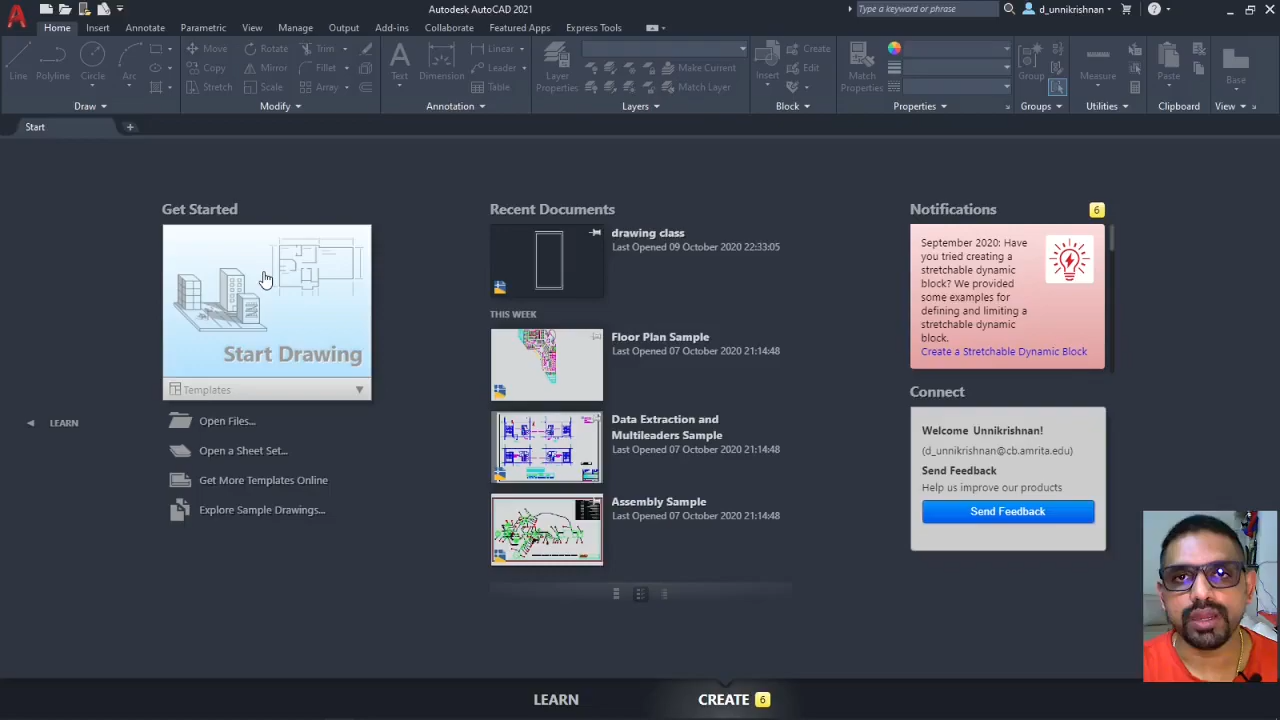 Autodesk AutoCAD 2021
Type a keyword or phrase
d_unnikrishnan
Home Insert Annotate Parametric View Manage Output Add-ins Collaborate Featured Apps Express Tools
Line Polyline Circle Arc
Move Rotate Trim
Copy Mirror Fillet
Stretch Scale Array
Text Dimension
Linear
Leader
Table
Layer Properties
Make Current
Match Layer
Insert
Create
Edit
Match Properties
Group
Measure
Paste
Base
Draw Modify Annotation Layers Block Properties Groups Utilities Clipboard View
Start
Get Started
Start Drawing
Templates
Open Files...
Open a Sheet Set...
Get More Templates Online
Explore Sample Drawings...
LEARN
Recent Documents
drawing class
Last Opened 09 October 2020 22:33:05
THIS WEEK
Floor Plan Sample
Last Opened 07 October 2020 21:14:48
Data Extraction and
Multileaders Sample
Last Opened 07 October 2020 21:14:48
Assembly Sample
Last Opened 07 October 2020 21:14:48
Notifications 6
September 2020: Have
you tried creating a
stretchable dynamic
block? We provided
some examples for
defining and limiting a
stretchable dynamic
block.
Create a Stretchable Dynamic Block
Connect
Welcome Unnikrishnan!
(d_unnikrishnan@cb.amrita.edu)
Send Feedback
Help us improve our products
Send Feedback
LEARN CREATE 6